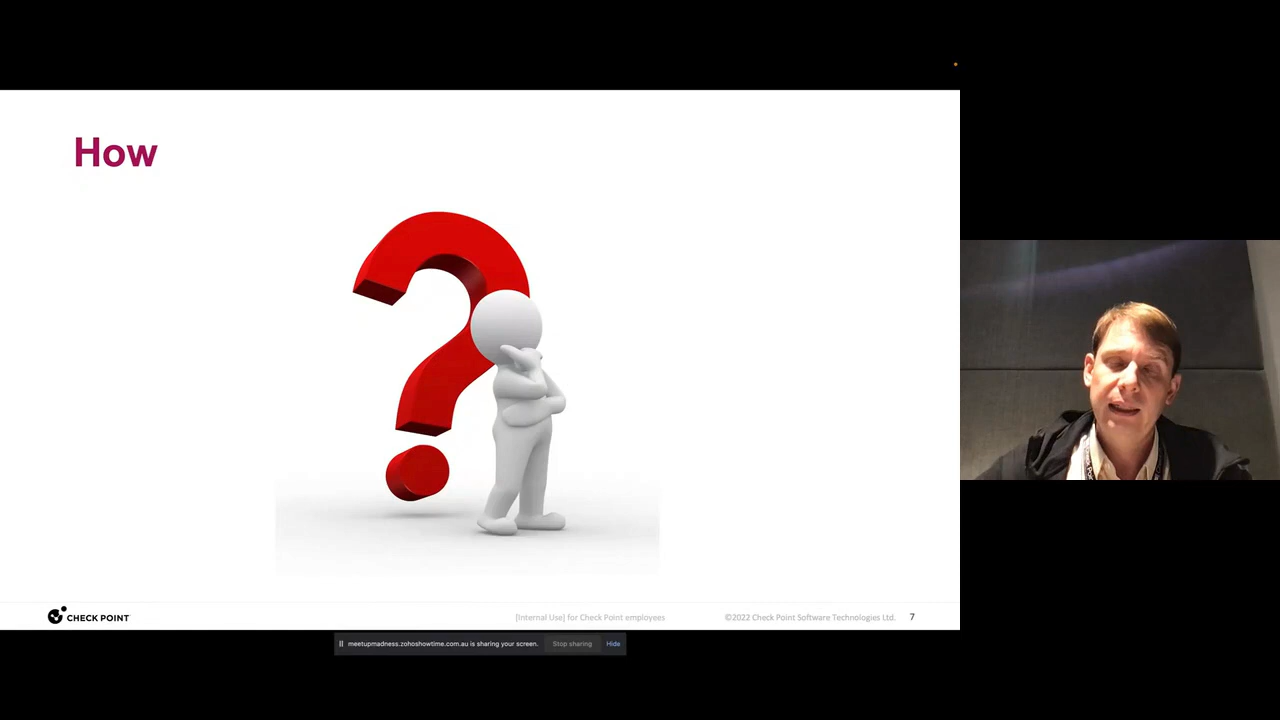 How
CHECK POINT
[Internal Use] for Check Point employees
©2022 Check Point Software Technologies Ltd.
7
meetupmadness.zohoshowtime.com.au is sharing your screen.
Stop sharing
Hide